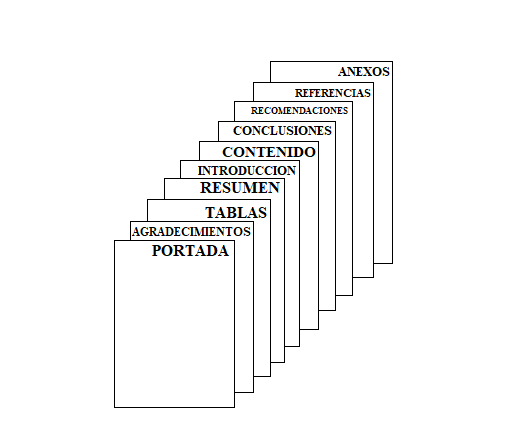 ANEXOS
REFERENCIAS
RECOMENDACIONES
CONCLUSIONES
CONTENIDO
INTRODUCCION
RESUMEN
TABLAS
AGRADECIMIENTOS
PORTADA